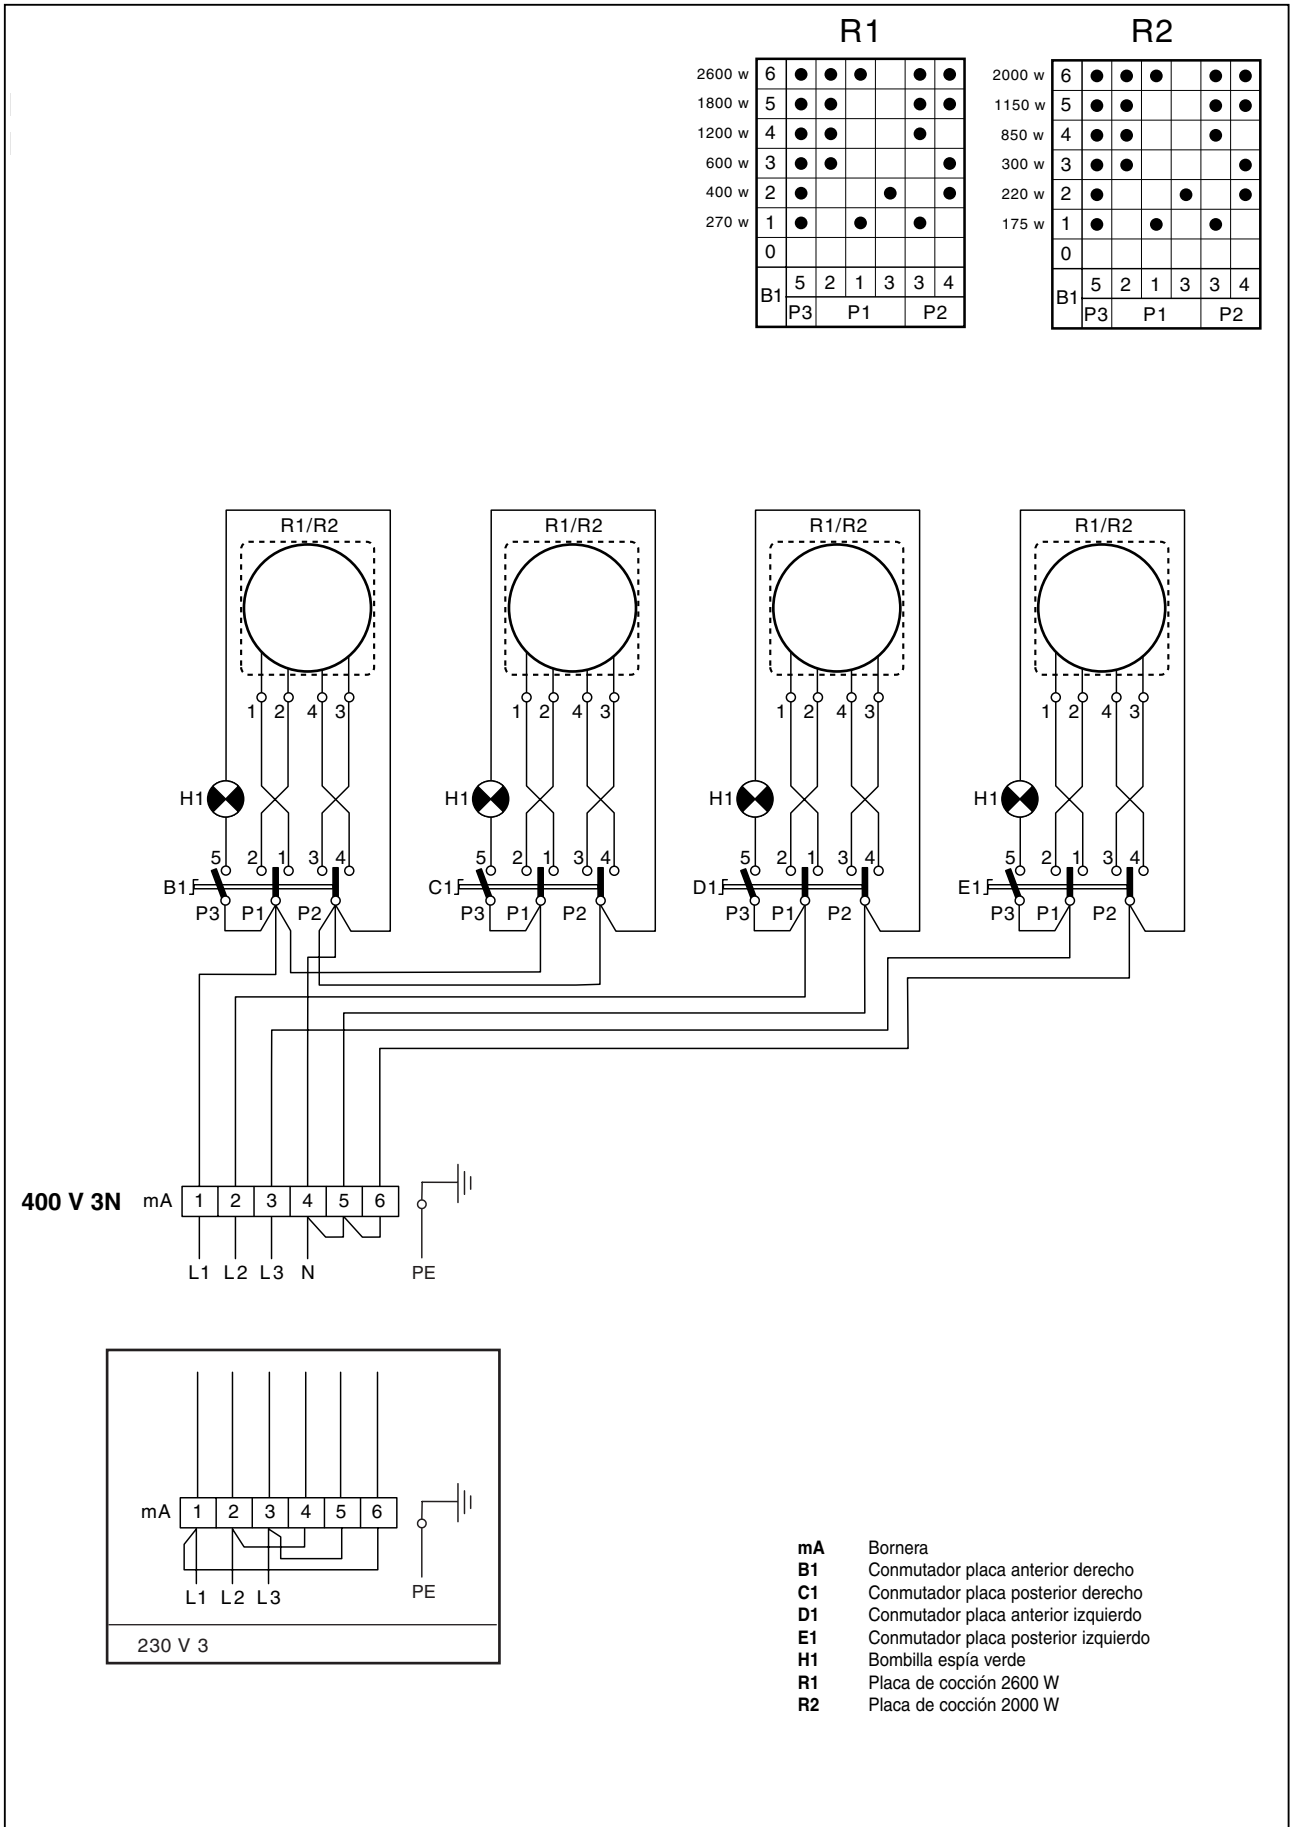 R1 R2
2600 w 6 2000 w 6
1800 w 5 1150 w 5
1200 w 4 850 w 4
600 w 3 300 w 3
400 w 2 220 w 2
270 w 1 175 w 1
0 0
B1 5 2 1 3 3 4 B1 5 2 1 3 3 4
P3 P1 P2 P3 P1 P2
R1/R2 R1/R2 R1/R2 R1/R2
1 2 4 3 1 2 4 3 1 2 4 3 1 2 4 3
H1 H1 H1 H1
5 2 1 3 4 5 2 1 3 4 5 2 1 3 4 5 2 1 3 4
B1 C1 D1 E1
P3 P1 P2 P3 P1 P2 P3 P1 P2 P3 P1 P2
400 V 3N mA 1 2 3 4 5 6
L1 L2 L3 N PE
mA 1 2 3 4 5 6
L1 L2 L3 PE
230 V 3
mA Bornera
B1 Conmutador placa anterior derecho
C1 Conmutador placa posterior derecho
D1 Conmutador placa anterior izquierdo
E1 Conmutador placa posterior izquierdo
H1 Bombilla espía verde
R1 Placa de cocción 2600 W
R2 Placa de cocción 2000 W